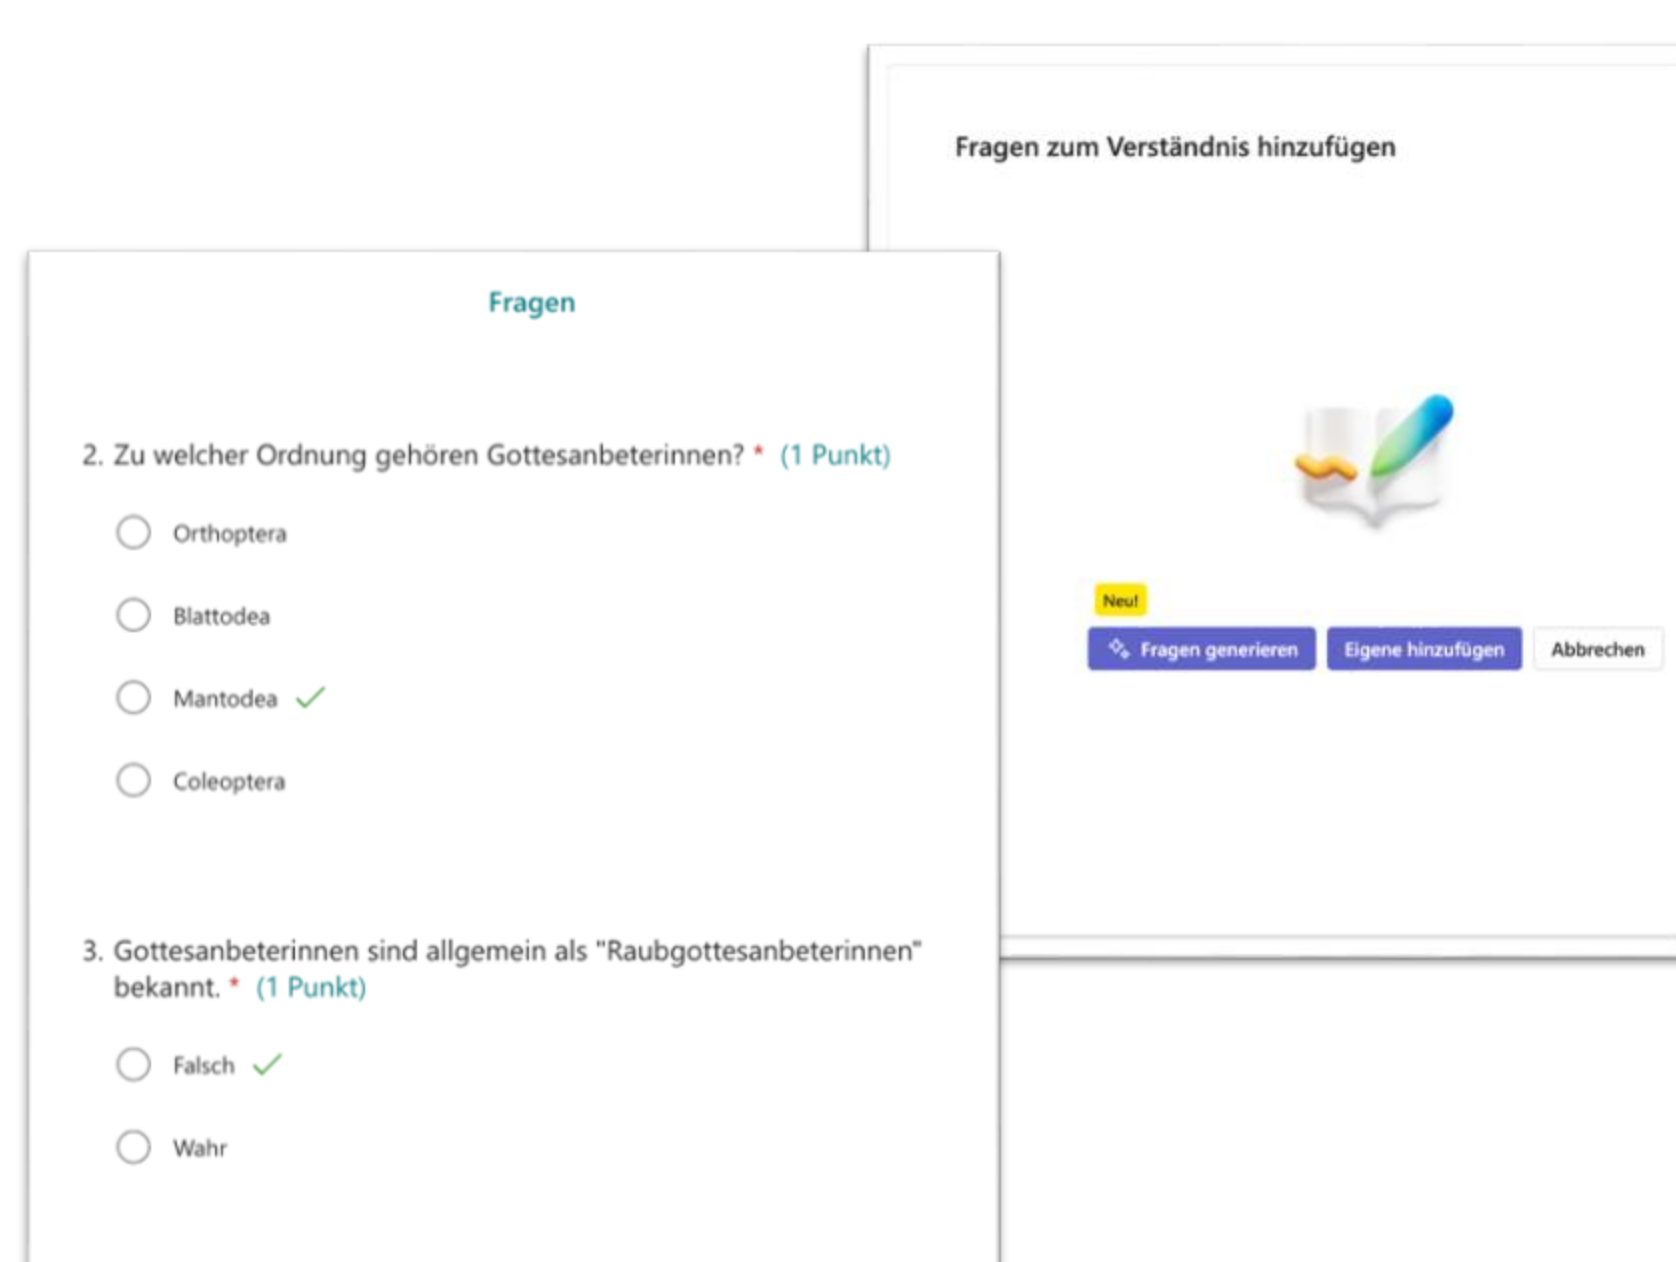 Fragen zum Verständnis hinzufügen
Neu!
Fragen generieren
Eigene hinzufügen
Abbrechen
Fragen
2. Zu welcher Ordnung gehören Gottesanbeterinnen? * (1 Punkt)
Orthoptera
Blattodea
Mantodea
Coleoptera
3. Gottesanbeterinnen sind allgemein als "Raubgottesanbeterinnen"
bekannt. * (1 Punkt)
Falsch
Wahr